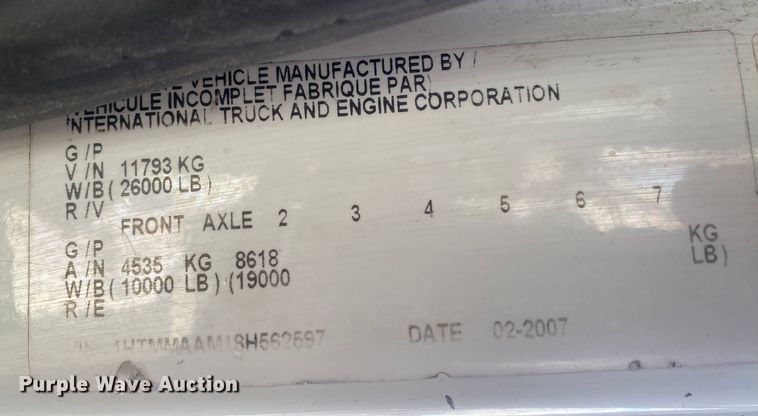 VEHICLE MANUFACTURED BY /
VEHICULE INCOMPLET FABRIQUE PAR
INTERNATIONAL TRUCK AND ENGINE CORPORATION
G /P
V /N 11793 KG
W/B ( 26000 LB )
R /V
FRONT AXLE 2 3 4 5 6 7
G /P
A /N 4535 KG 8618 KG
W/B ( 10000 LB ) (19000 LB )
R /E
1HTMMAAM18H562597 DATE 02-2007
Purple Wave Auction